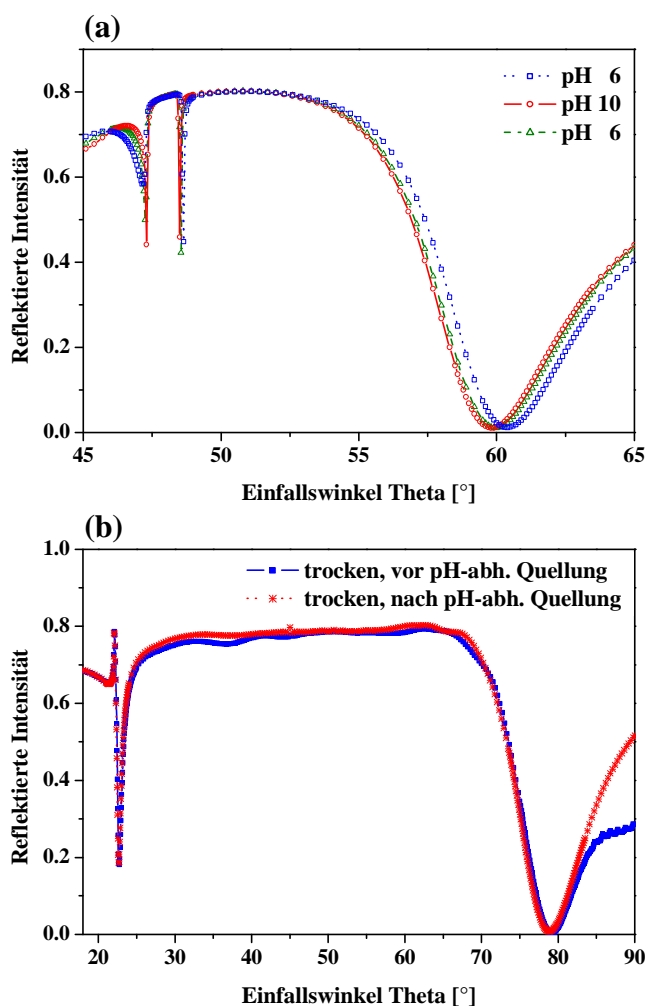 (a)
0.8
0.6
0.4
0.2
0.0
Reflektierte Intensität
pH 6
pH 10
pH 6
45 50 55 60 65
Einfallswinkel Theta [°]
(b)
1.0
0.8
0.6
0.4
0.2
0.0
Reflektierte Intensität
trocken, vor pH-abh. Quellung
trocken, nach pH-abh. Quellung
20 30 40 50 60 70 80 90
Einfallswinkel Theta [°]